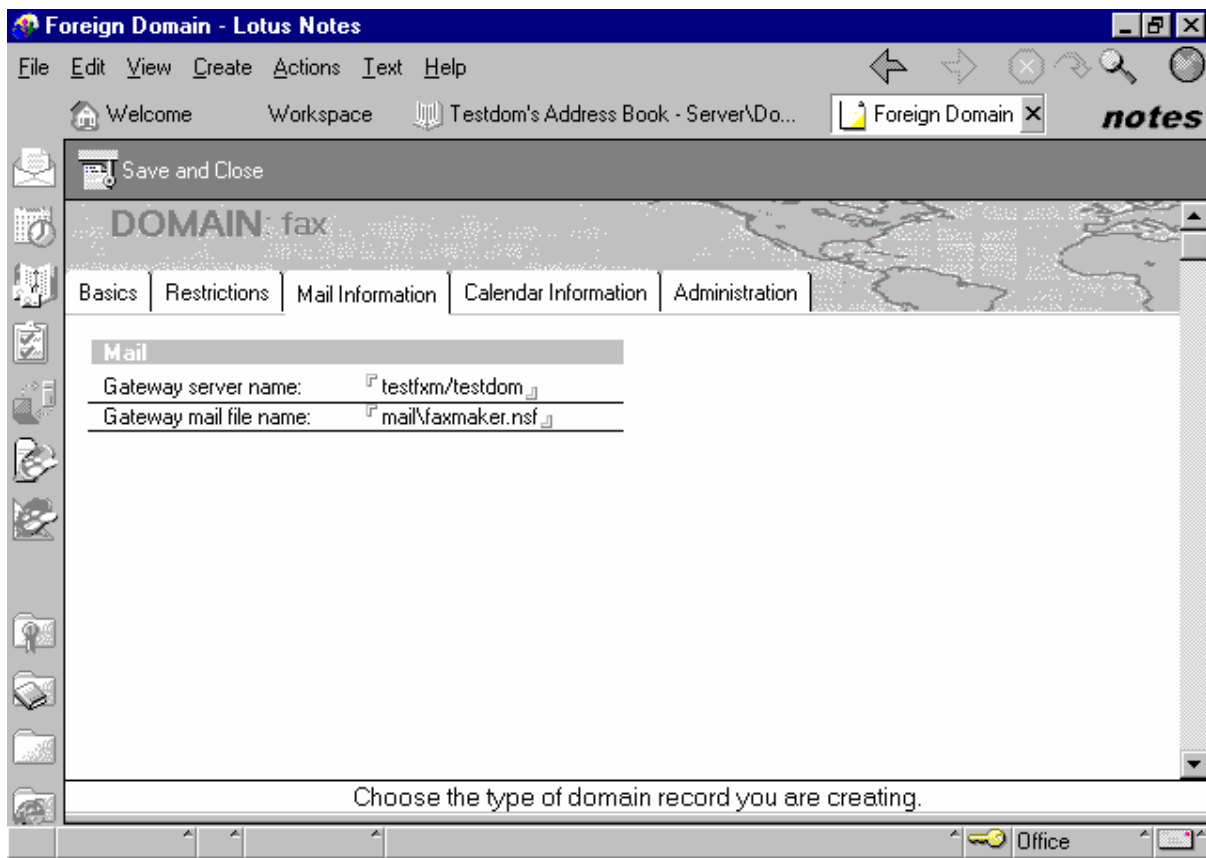 Foreign Domain - Lotus Notes
File Edit View Create Actions Text Help
Welcome Workspace Testdom's Address Book - Server\Do... Foreign Domain notes
Save and Close
DOMAIN: fax
Basics Restrictions Mail Information Calendar Information Administration
Mail
Gateway server name: testfxm/testdom
Gateway mail file name: mail\faxmaker.nsf
Choose the type of domain record you are creating.
Office